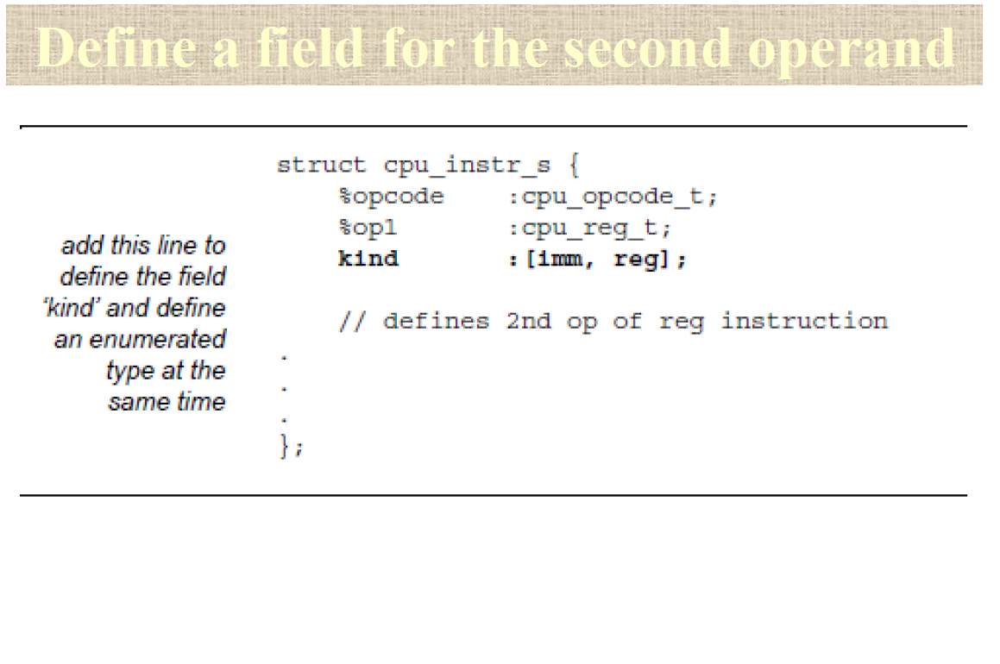 Define a field for the second operand
struct cpu_instr_s {
%opcode :cpu_opcode_t;
%op1 :cpu_reg_t;
kind :[imm, reg];
// defines 2nd op of reg instruction
.
.
.
};
add this line to
define the field
‘kind’ and define
an enumerated
type at the
same time